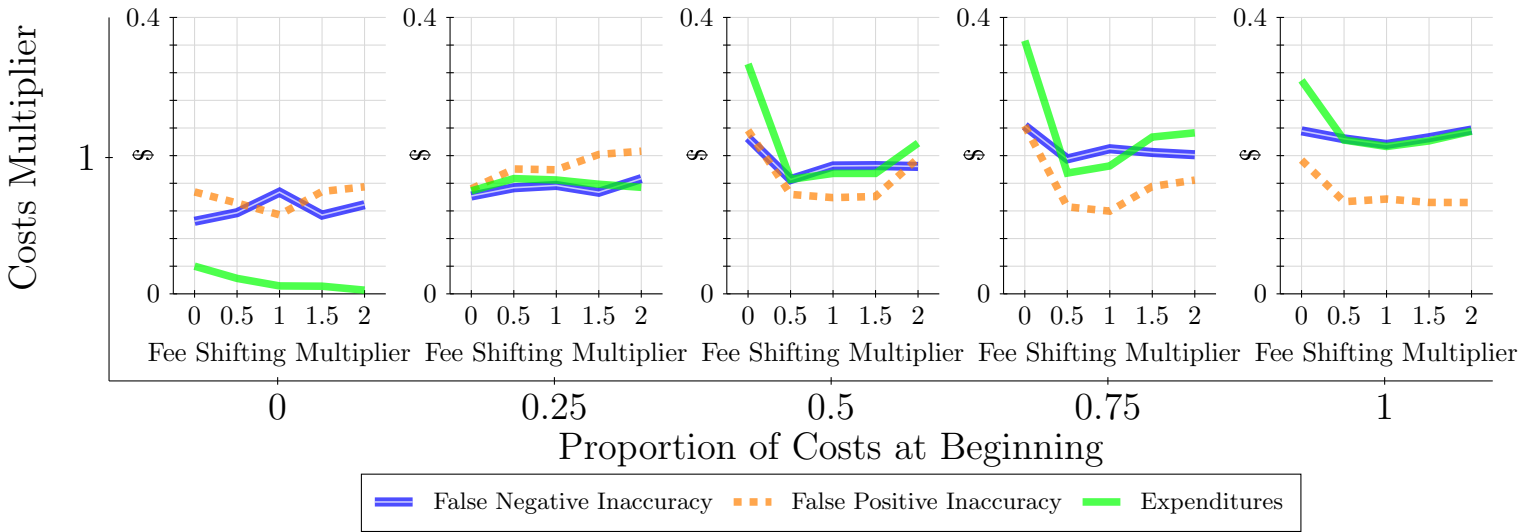 Costs Multiplier
1
0.4
0
$
0 0.5 1 1.5 2
Fee Shifting Multiplier
0.4
0
$
0 0.5 1 1.5 2
Fee Shifting Multiplier
0.4
0
$
0 0.5 1 1.5 2
Fee Shifting Multiplier
0.4
0
$
0 0.5 1 1.5 2
Fee Shifting Multiplier
0.4
0
$
0 0.5 1 1.5 2
Fee Shifting Multiplier
0 0.25 0.5 0.75 1
Proportion of Costs at Beginning
False Negative Inaccuracy False Positive Inaccuracy Expenditures